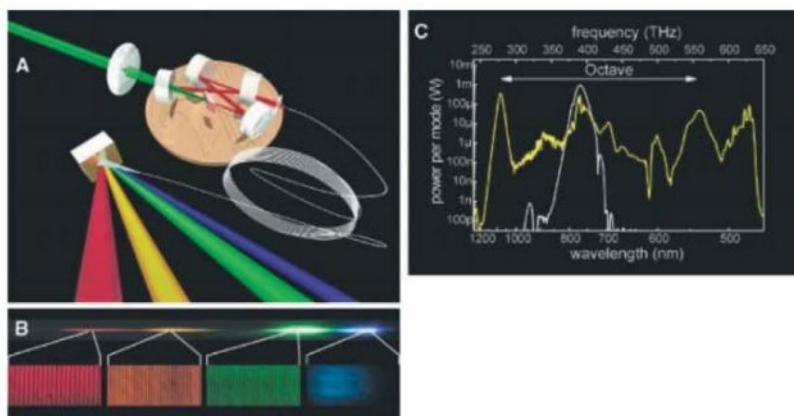 A
B
C
frequency (THz)
250 300 350 400 450 500 550 600 650
Octave
power per mode (W)
10m
1m
100µ
10µ
1µ
100n
10n
1n
100p
1200 1000 800 700 600 500
wavelength (nm)